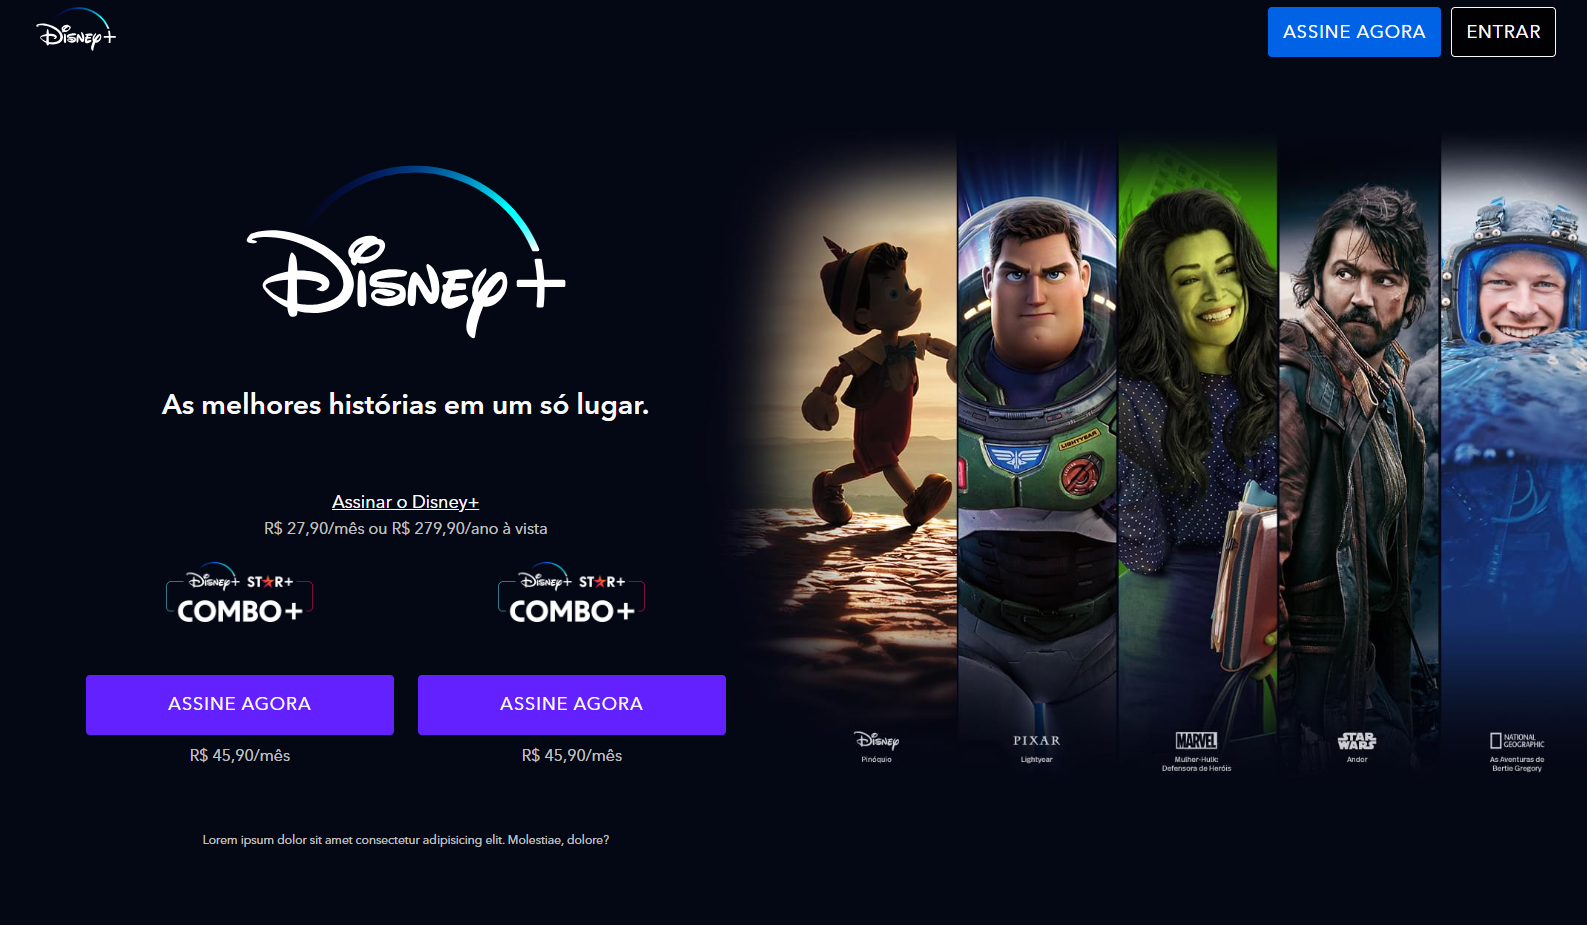 Disney+
ASSINE AGORA
ENTRAR
Disney+
As melhores histórias em um só lugar.
Assinar o Disney+
R$ 27,90/mês ou R$ 279,90/ano à vista
Disney+ STAR+
COMBO+
ASSINE AGORA
R$ 45,90/mês
Disney+ STAR+
COMBO+
ASSINE AGORA
R$ 45,90/mês
Lorem ipsum dolor sit amet consectetur adipisicing elit. Molestiae, dolore?
LIGHTYEAR
Disney
Pinóquio
PIXAR
Lightyear
MARVEL
Mulher-Hulk:
Defensora de Heróis
STAR
WARS
Andor
NATIONAL
GEOGRAPHIC
As Aventuras de
Bertie Gregory